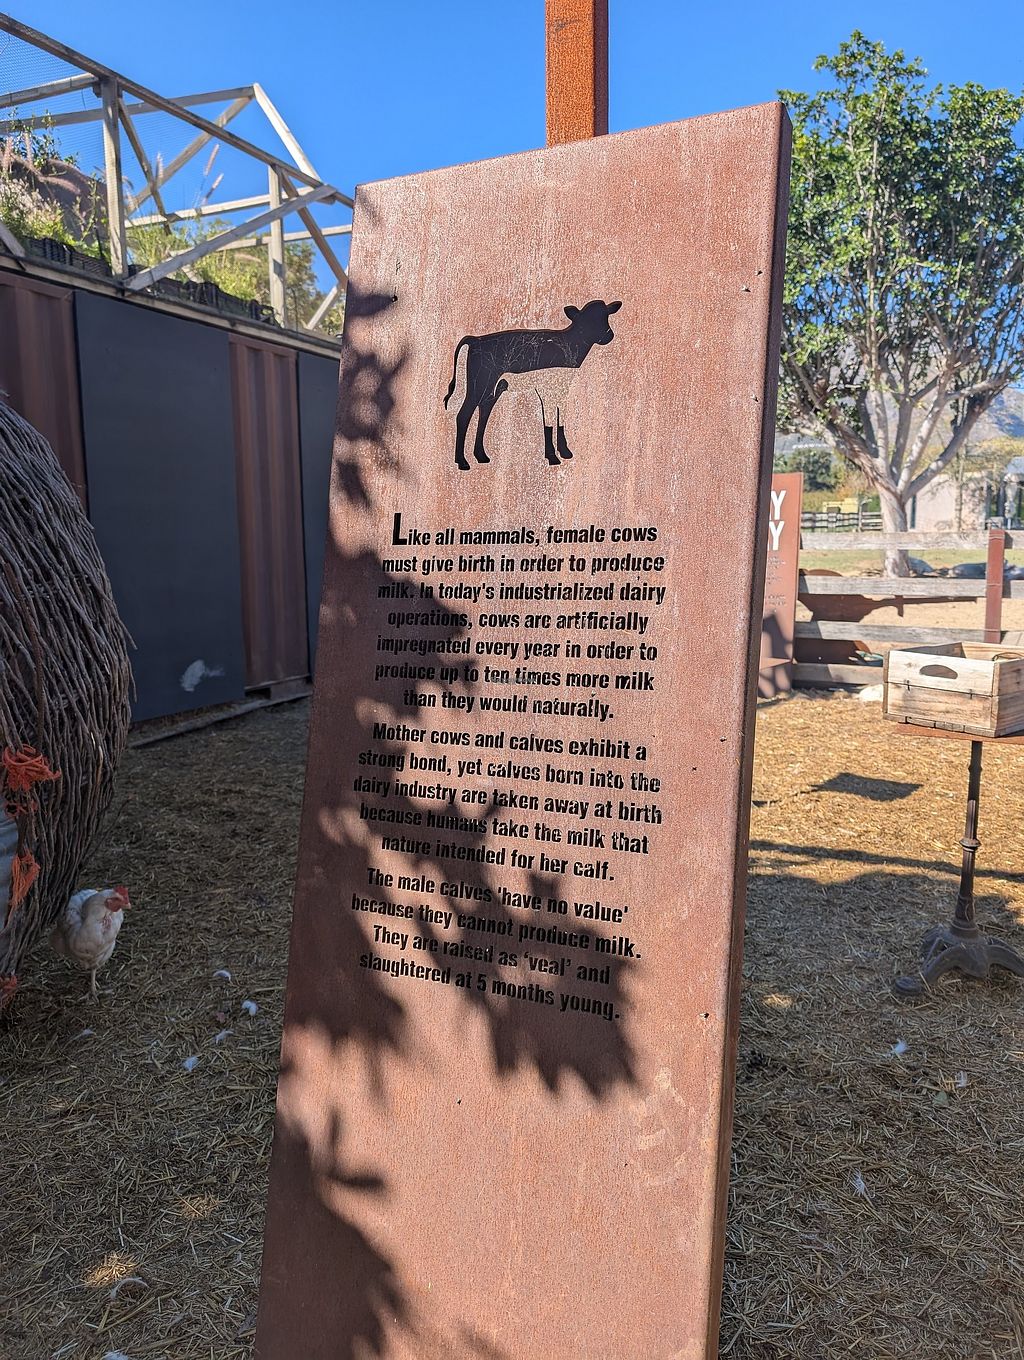 Like all mammals, female cows
must give birth in order to produce
milk. In today's industrialized dairy
operations, cows are artificially
impregnated every year in order to
produce up to ten times more milk
than they would naturally.
Mother cows and calves exhibit a
strong bond, yet calves born into the
dairy industry are taken away at birth
because humans take the milk that
nature intended for her calf.
The male calves 'have no value'
because they cannot produce milk.
They are raised as 'veal' and
slaughtered at 5 months young.
Y
Y